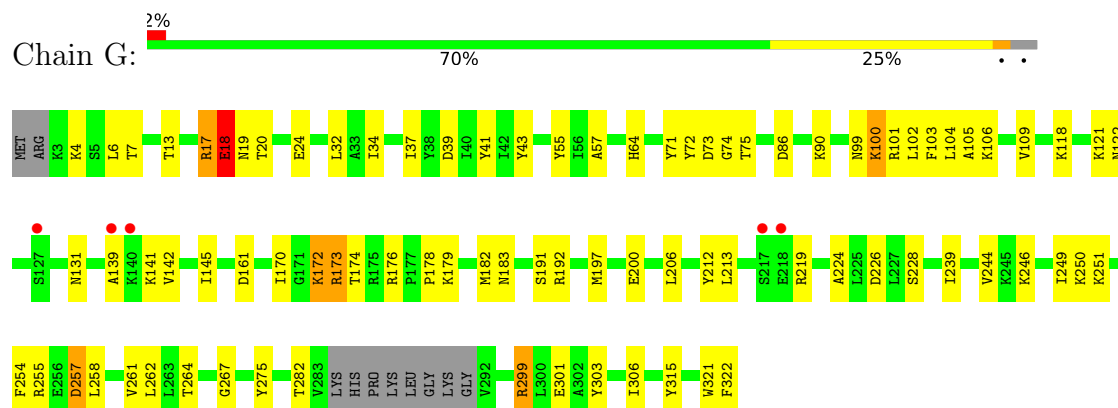 2%
Chain G:
70% 25% • •
MET ARG K3 K4 S5 L6 T7 T13 R17 E18 N19 T20 E24 L32 A33 I34 I37 Y38 D39 I40 Y41 I42 Y43 Y55 I56 A57 H64 Y71 Y72 D73 G74 T75 D86 K90 N99 K100 R101 L102 F103 L104 A105 K106 V109 K118 K121 N122
S127 N131 A139 K140 K141 V142 I145 D161 I170 G171 K172 R173 T174 R175 R176 P177 P178 K179 M182 N183 S191 R192 M197 E200 L206 Y212 L213 S217 E218 R219 A224 L225 D226 L227 S228 I239 V244 K245 K246 I249 K250 K251
F254 R255 E256 D257 L258 V261 L262 L263 T264 G267 Y275 T282 V283 LYS HIS PRO LYS LEU GLY LYS GLY V292 R299 L300 E301 A302 Y303 I306 Y315 W321 F322